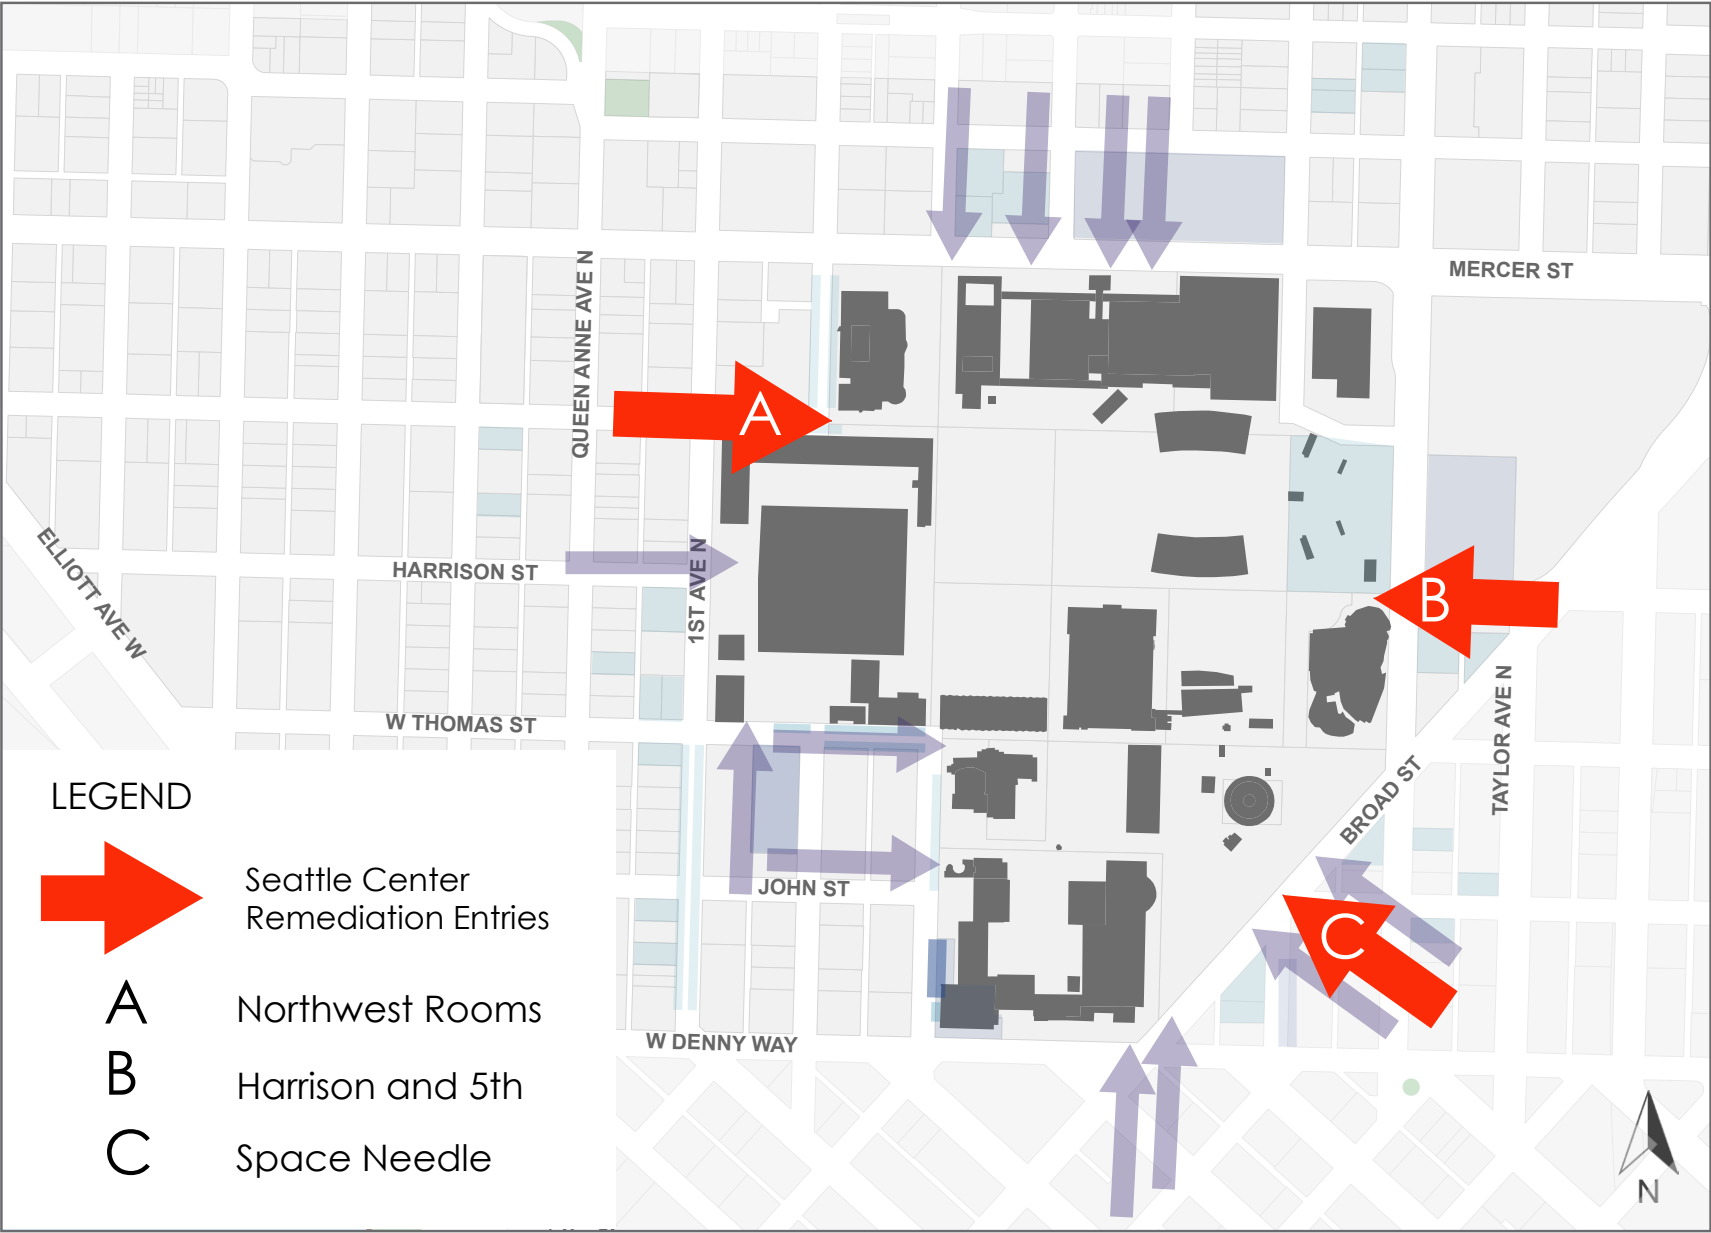 MERCER ST
QUEEN ANNE AVE N
A
ELLIOTT AVE W
HARRISON ST
1ST AVE N
B
W THOMAS ST
TAYLOR AVE N
BROAD ST
JOHN ST
C
W DENNY WAY
N
LEGEND
Seattle Center
Remediation Entries
A Northwest Rooms
B Harrison and 5th
C Space Needle